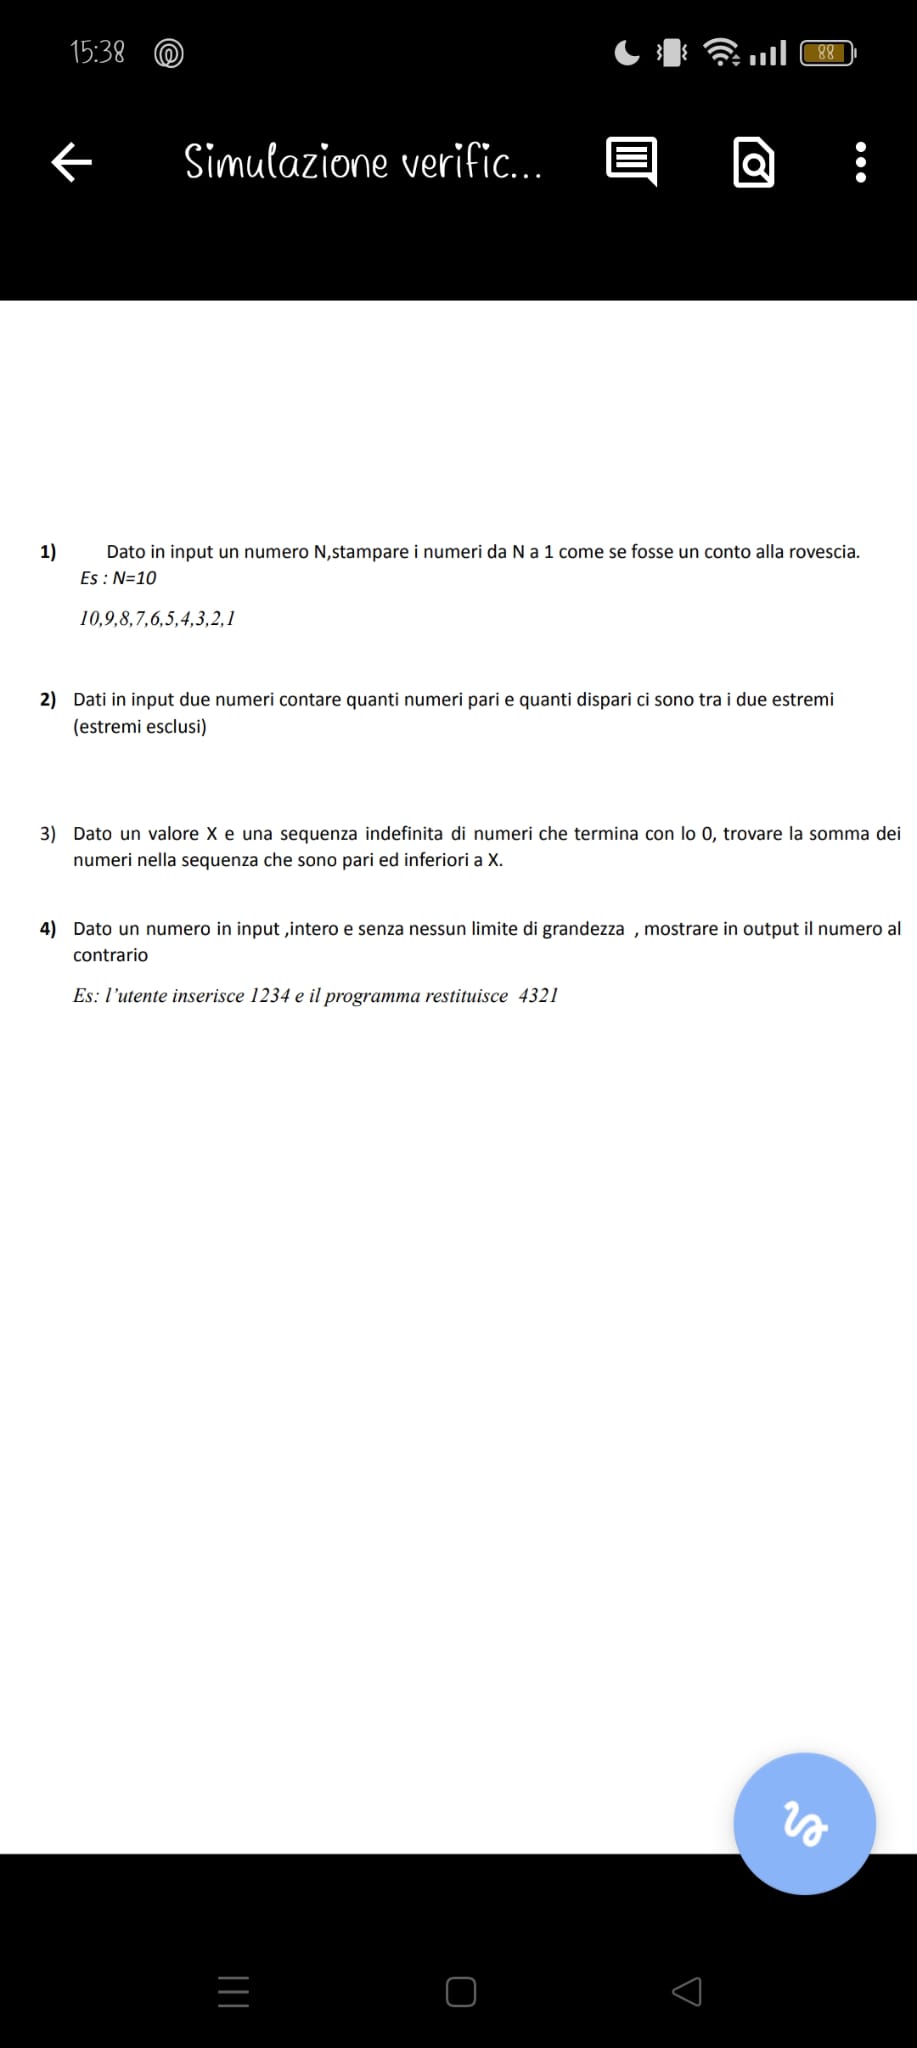 15:38
88
Simulazione verific...
1) Dato in input un numero N,stampare i numeri da N a 1 come se fosse un conto alla rovescia.
Es : N=10
10,9,8,7,6,5,4,3,2,1
2) Dati in input due numeri contare quanti numeri pari e quanti dispari ci sono tra i due estremi
(estremi esclusi)
3) Dato un valore X e una sequenza indefinita di numeri che termina con lo 0, trovare la somma dei
numeri nella sequenza che sono pari ed inferiori a X.
4) Dato un numero in input ,intero e senza nessun limite di grandezza , mostrare in output il numero al
contrario
Es: l'utente inserisce 1234 e il programma restituisce 4321